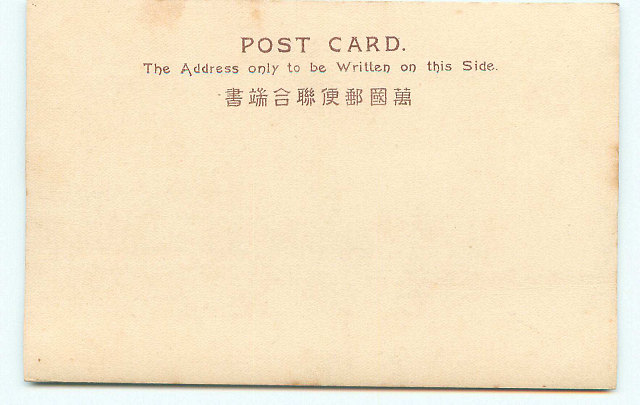 POST CARD.
The Address only to be Written on this Side.
萬國郵便聯合端書